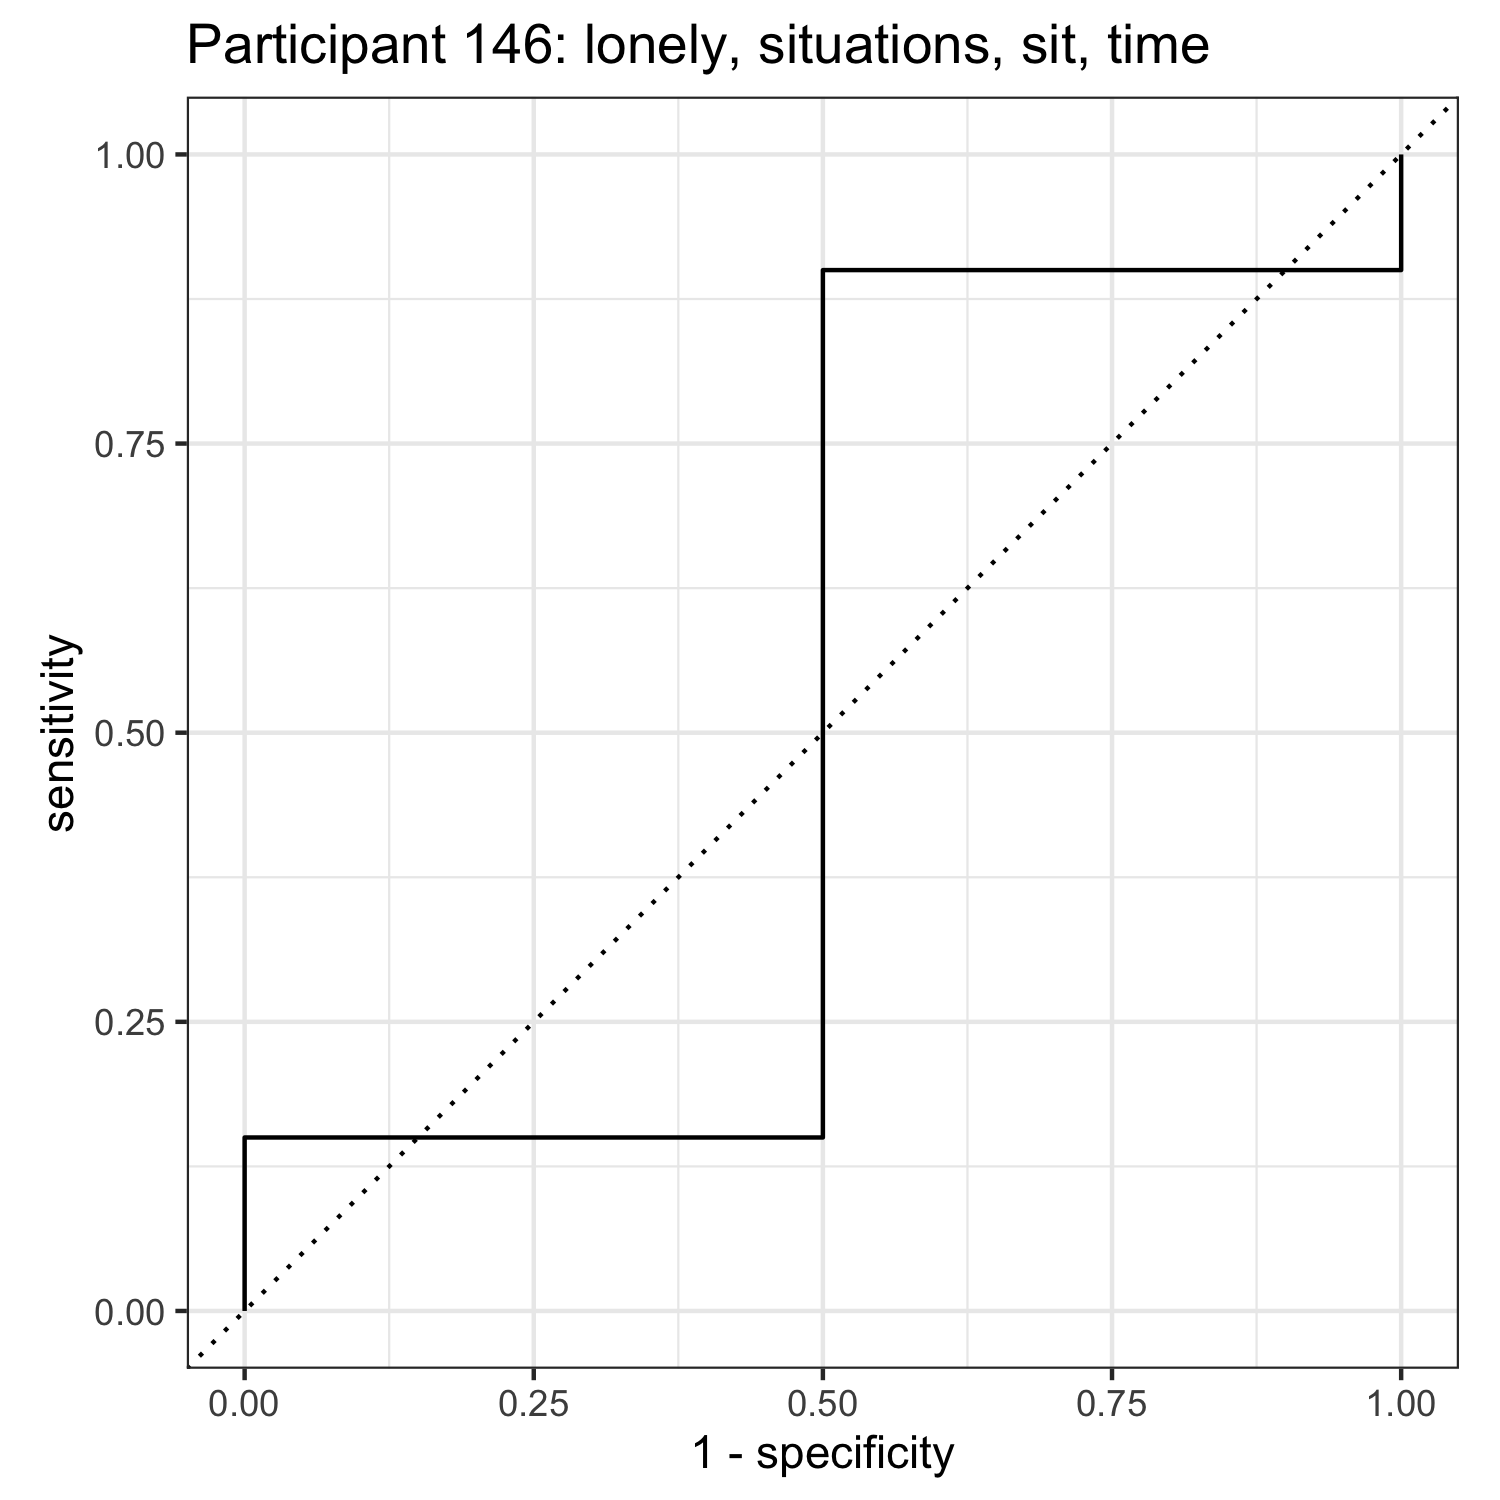 Participant 146: lonely, situations, sit, time
1.00
0.75
0.50
0.25
0.00
sensitivity
0.00 0.25 0.50 0.75 1.00
1 - specificity